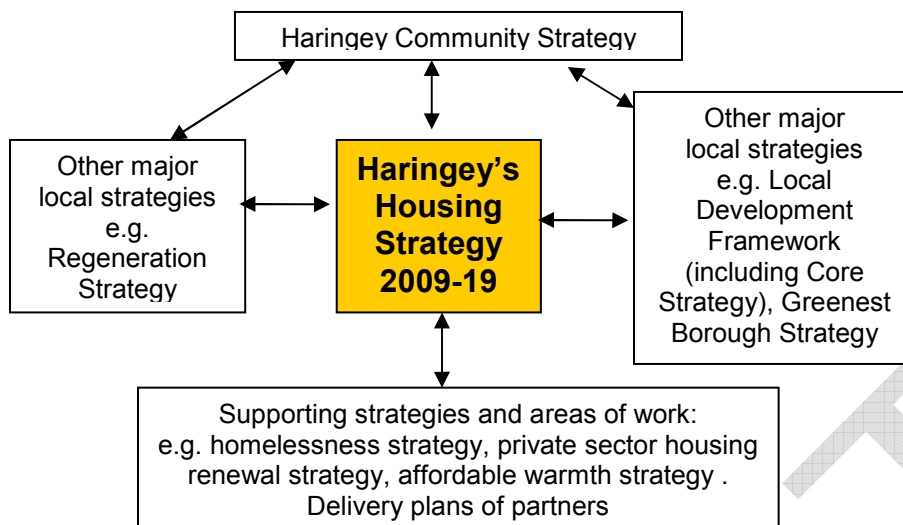 Haringey Community Strategy
Other major
local strategies
e.g.
Regeneration
Strategy
Haringey’s
Housing
Strategy
2009-19
Other major
local strategies
e.g. Local
Development
Framework
(including Core
Strategy), Greenest
Borough Strategy
Supporting strategies and areas of work:
e.g. homelessness strategy, private sector housing
renewal strategy, affordable warmth strategy .
Delivery plans of partners